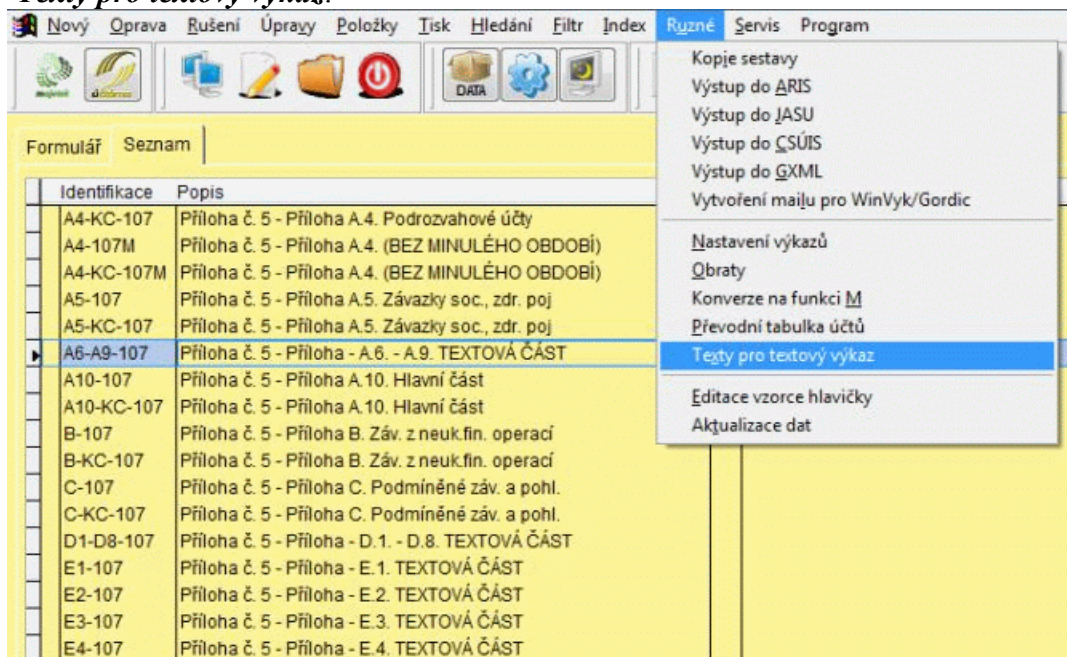 Texty pro textový výkaz.
Nový Oprava Rušení Úpravy Položky Tisk Hledání Filtr Index Ruzné Servis Program
majetek účetnictví DATA
Formulář Seznam
Identifikace Popis
A4-KC-107 Příloha č. 5 - Příloha A.4. Podrozvahové účty
A4-107M Příloha č. 5 - Příloha A.4. (BEZ MINULÉHO OBDOBÍ)
A4-KC-107M Příloha č. 5 - Příloha A.4. (BEZ MINULÉHO OBDOBÍ)
A5-107 Příloha č. 5 - Příloha A.5. Závazky soc., zdr. poj
A5-KC-107 Příloha č. 5 - Příloha A.5. Závazky soc., zdr. poj
A6-A9-107 Příloha č. 5 - Příloha - A.6. - A.9. TEXTOVÁ ČÁST
A10-107 Příloha č. 5 - Příloha A.10. Hlavní část
A10-KC-107 Příloha č. 5 - Příloha A.10. Hlavní část
B-107 Příloha č. 5 - Příloha B. Záv. z neuk.fin. operací
B-KC-107 Příloha č. 5 - Příloha B. Záv. z neuk.fin. operací
C-107 Příloha č. 5 - Příloha C. Podmíněné záv. a pohl.
C-KC-107 Příloha č. 5 - Příloha C. Podmíněné záv. a pohl.
D1-D8-107 Příloha č. 5 - Příloha - D.1. - D.8. TEXTOVÁ ČÁST
E1-107 Příloha č. 5 - Příloha - E.1. TEXTOVÁ ČÁST
E2-107 Příloha č. 5 - Příloha - E.2. TEXTOVÁ ČÁST
E3-107 Příloha č. 5 - Příloha - E.3. TEXTOVÁ ČÁST
E4-107 Příloha č. 5 - Příloha - E.4. TEXTOVÁ ČÁST
Kopje sestavy
Výstup do ARIS
Výstup do JASU
Výstup do CSÚIS
Výstup do GXML
Vytvoření mailu pro WinVyk/Gordic
Nastavení výkazů
Obraty
Konverze na funkci M
Převodní tabulka účtů
Texty pro textový výkaz
Editace vzorce hlavičky
Aktualizace dat